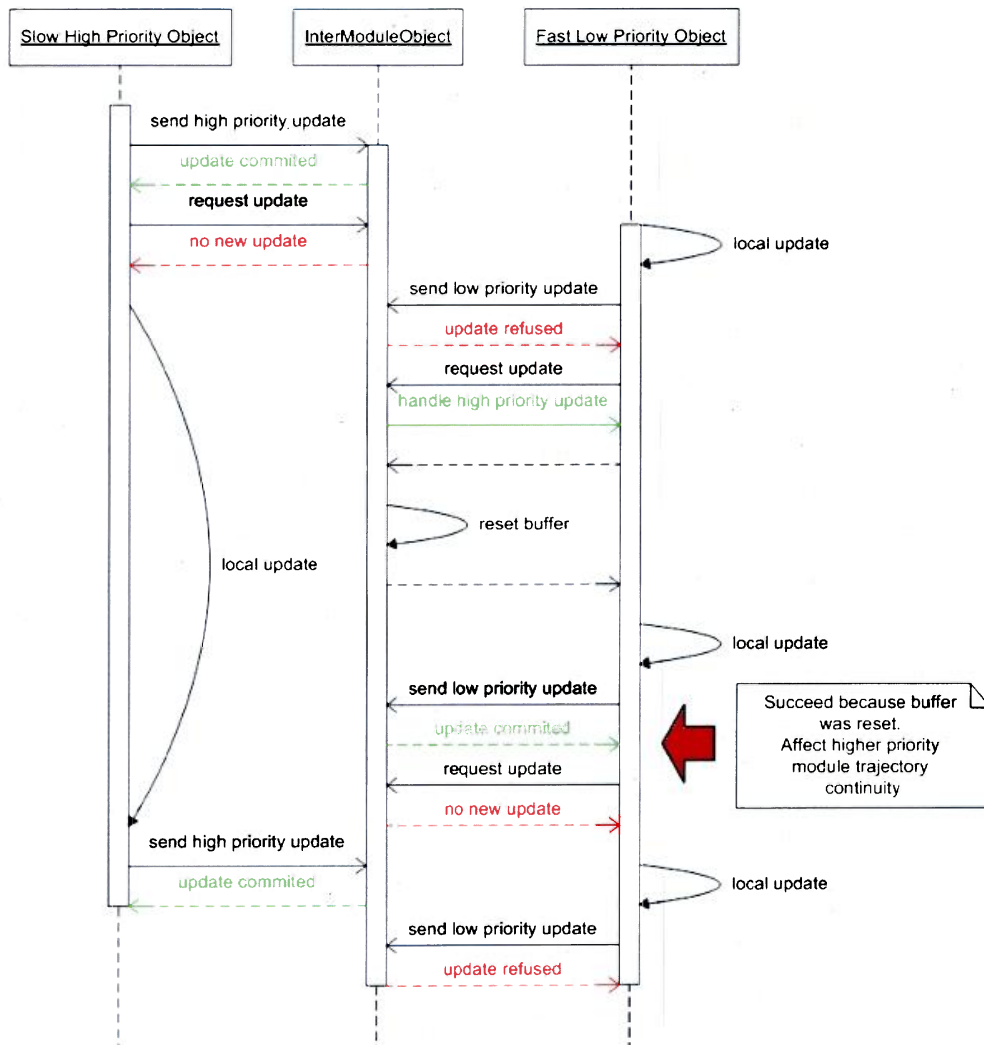 Slow High Priority Object
InterModuleObject
Fast Low Priority Object
send high priority update
update commited
request update
no new update
local update
send low priority update
update refused
request update
handle high priority update
reset buffer
local update
local update
send low priority update
update commited
request update
no new update
Succeed because buffer
was reset.
Affect higher priority
module trajectory
continuity
send high priority update
update commited
local update
send low priority update
update refused